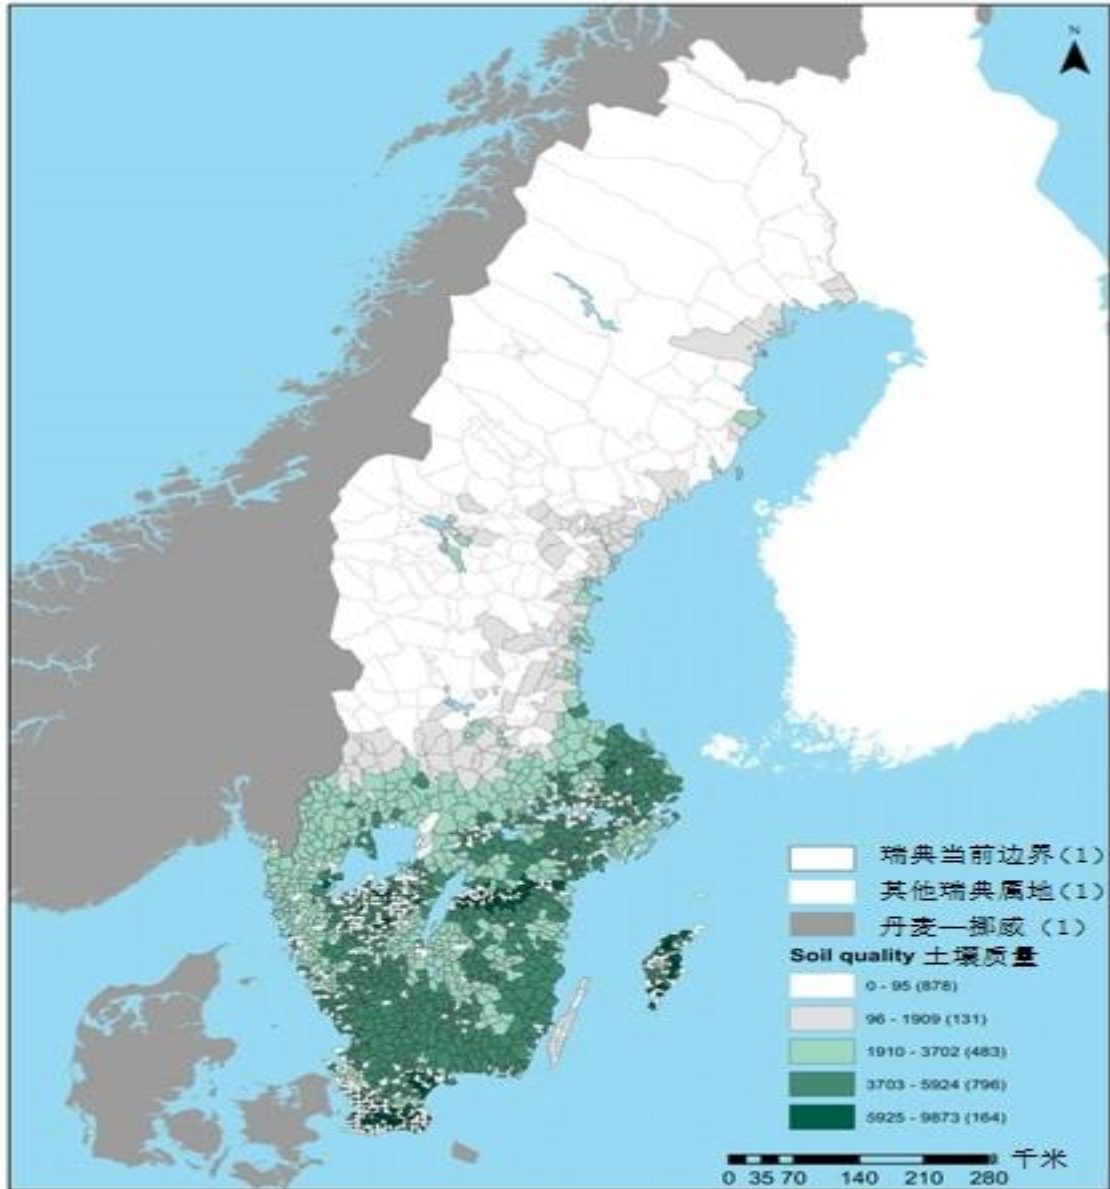 N
瑞典当前边界(1)
其他瑞典属地(1)
丹麦—挪威 (1)
Soil quality 土壤质量
0 - 95 (878)
96 - 1909 (131)
1910 - 3702 (483)
3703 - 5924 (796)
5925 - 9873 (164)
千米
0 35 70 140 210 280